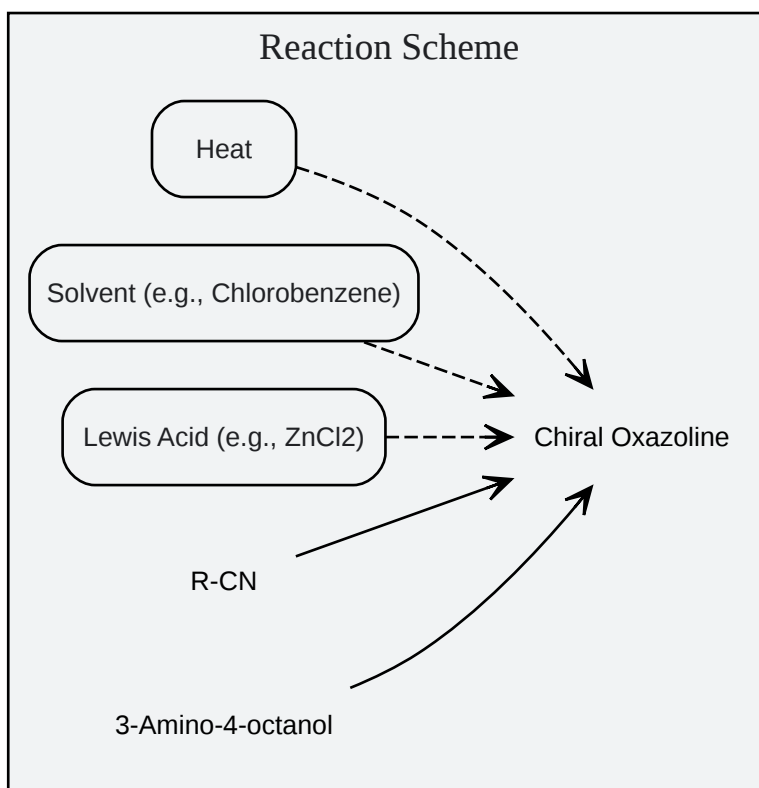 Reaction Scheme
Heat
Solvent (e.g., Chlorobenzene)
Lewis Acid (e.g., ZnCl2)
Chiral Oxazoline
R-CN
3-Amino-4-octanol